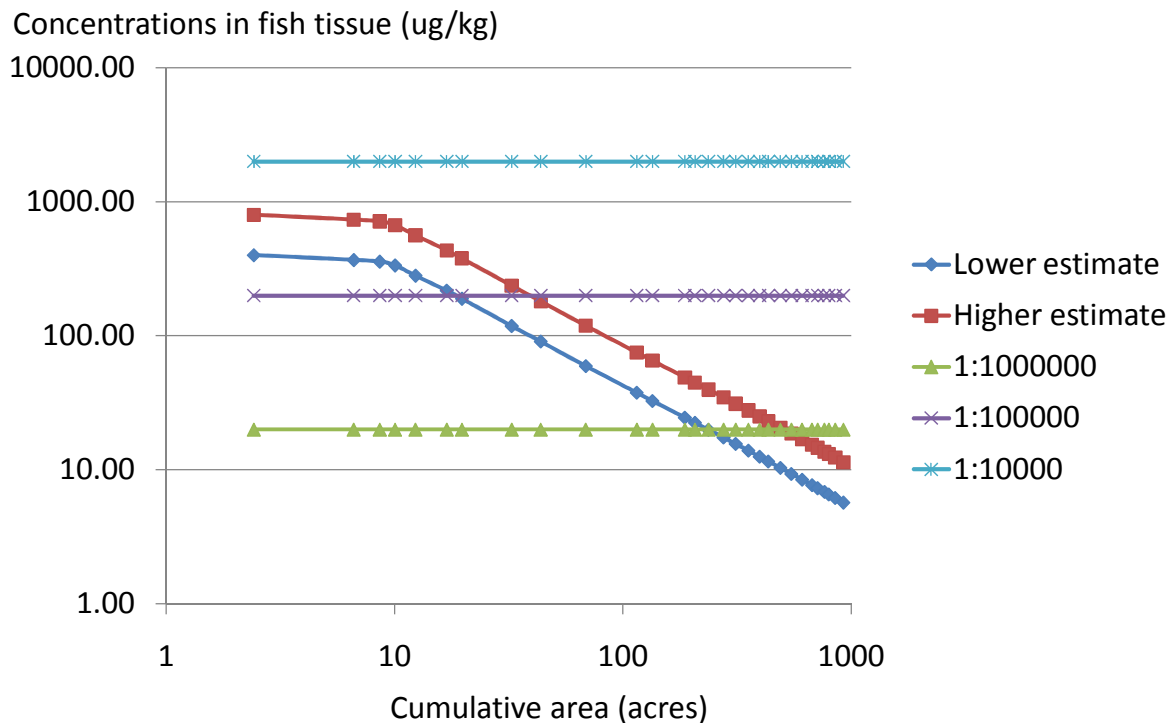 Concentrations in fish tissue (ug/kg)
10000.00
1000.00
100.00
10.00
1.00
1 10 100 1000
Cumulative area (acres)
Lower estimate
Higher estimate
1:1000000
1:100000
1:10000